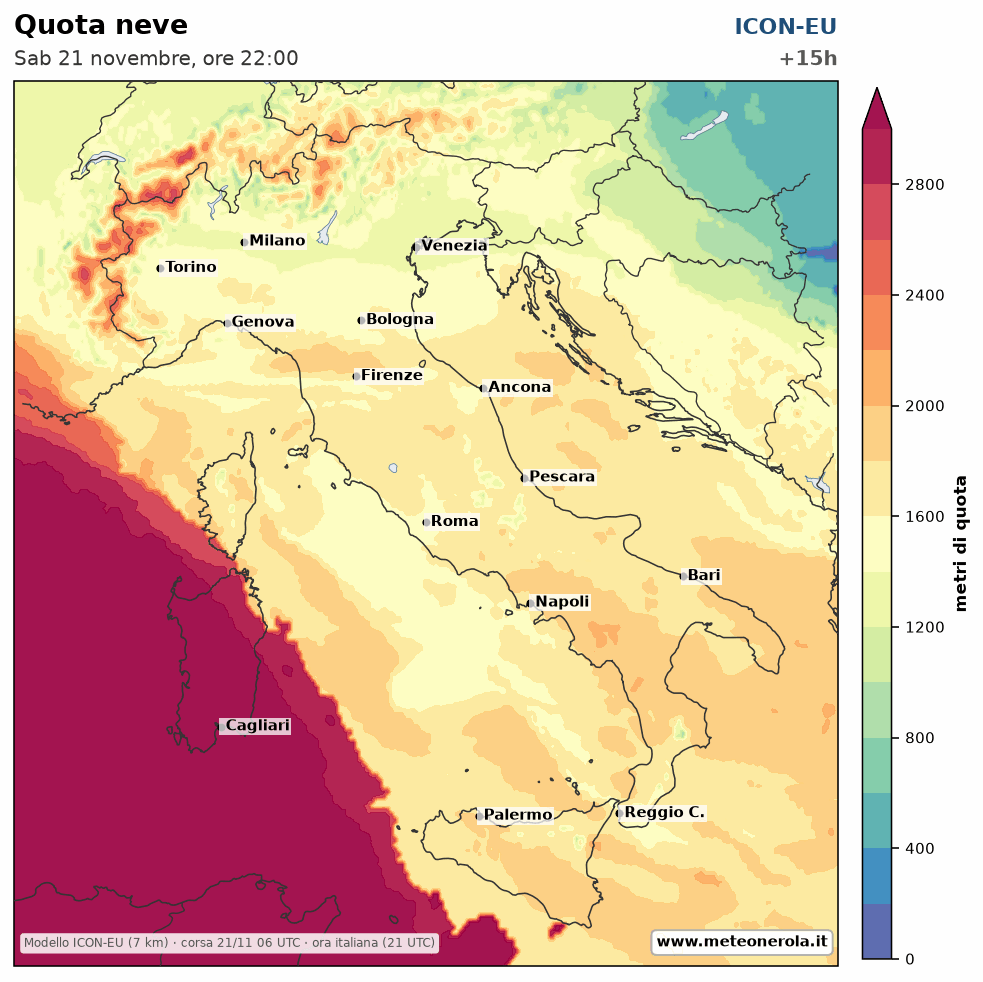 Quota neve
ICON-EU
Sab 21 novembre, ore 22:00
+15h
Milano
Venezia
Torino
Genova
Bologna
Firenze
Ancona
Pescara
Roma
Bari
Napoli
Cagliari
Palermo
Reggio C.
2800
2400
2000
1600
1200
800
400
0
metri di quota
Modello ICON-EU (7 km) · corsa 21/11 06 UTC · ora italiana (21 UTC)
www.meteonerola.it